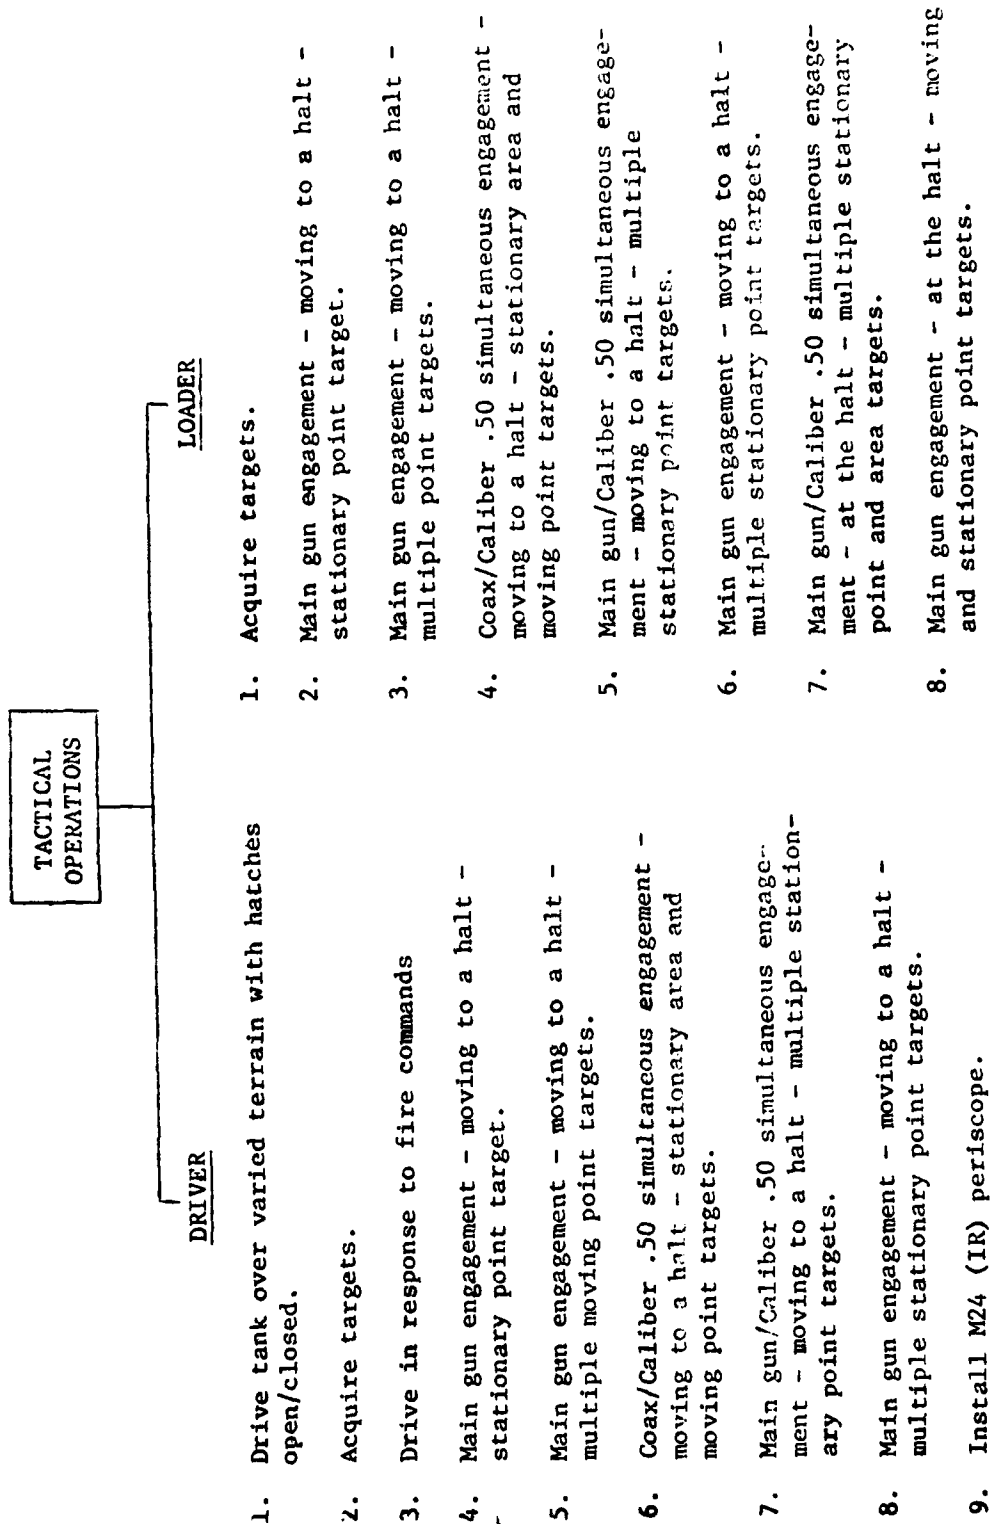 TACTICAL
OPERATIONS
DRIVER
1. Drive tank over varied terrain with hatches
open/closed.
2. Acquire targets.
3. Drive in response to fire commands
4. Main gun engagement - moving to a halt -
stationary point target.
5. Main gun engagement - moving to a halt -
multiple moving point targets.
6. Coax/Caliber .50 simultaneous engagement -
moving to a halt - stationary area and
moving point targets.
7. Main gun/Caliber .50 simultaneous engage-
ment - moving to a halt - multiple station-
ary point targets.
8. Main gun engagement - moving to a halt -
multiple stationary point targets.
9. Install M24 (IR) periscope.
LOADER
1. Acquire targets.
2. Main gun engagement - moving to a halt -
stationary point target.
3. Main gun engagement - moving to a halt -
multiple point targets.
4. Coax/Caliber .50 simultaneous engagement -
moving to a halt - stationary area and
moving point targets.
5. Main gun/Caliber .50 simultaneous engage-
ment - moving to a halt - multiple
stationary point targets.
6. Main gun engagement - moving to a halt -
multiple stationary point targets.
7. Main gun/Caliber .50 simultaneous engage-
ment - at the halt - multiple stationary
point and area targets.
8. Main gun engagement - at the halt - moving
and stationary point targets.